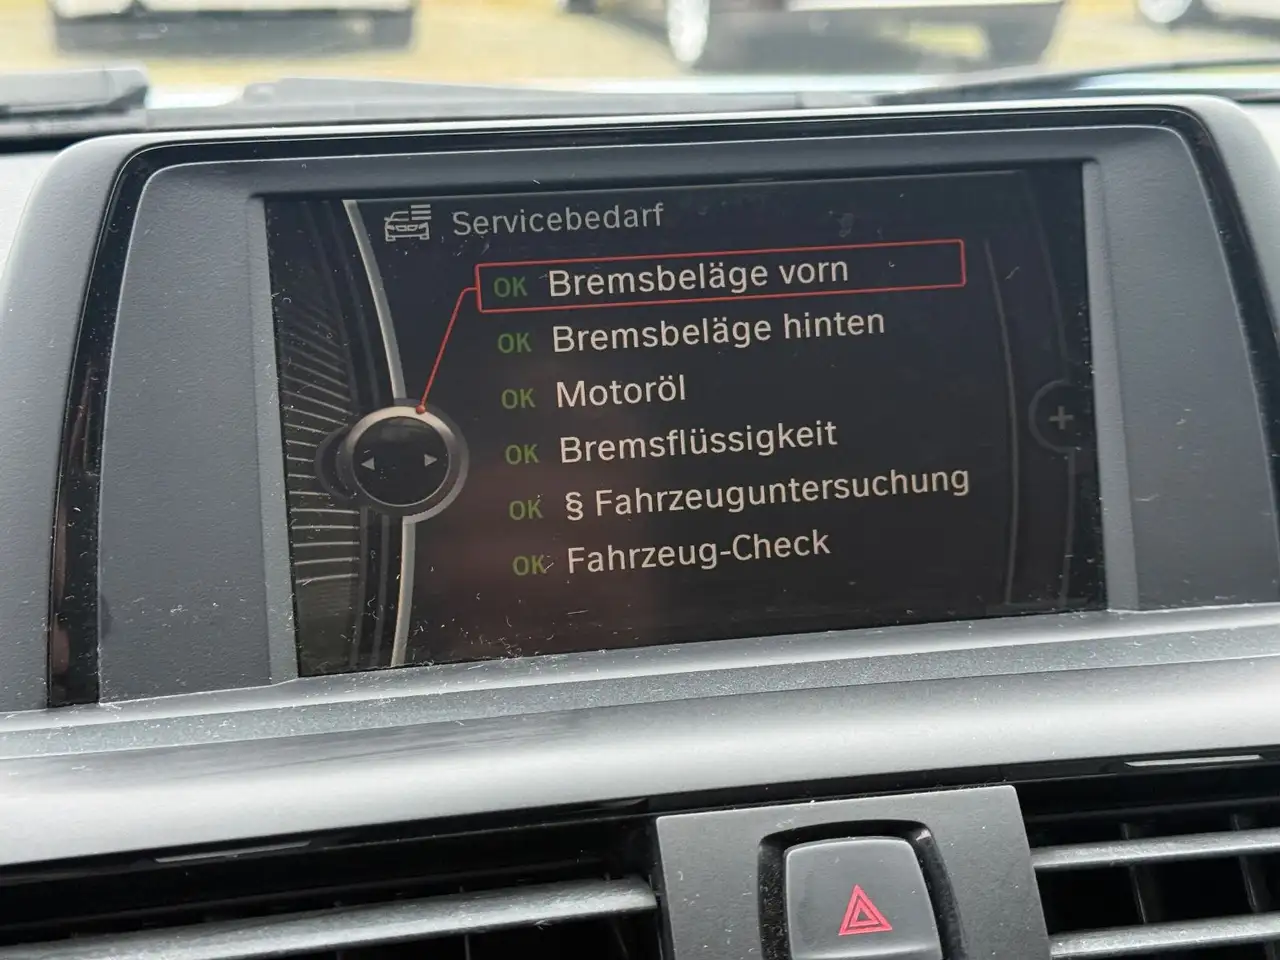 Servicebedarf
OK Bremsbeläge vorn
OK Bremsbeläge hinten
OK Motoröl
OK Bremsflüssigkeit
OK § Fahrzeuguntersuchung
OK Fahrzeug-Check